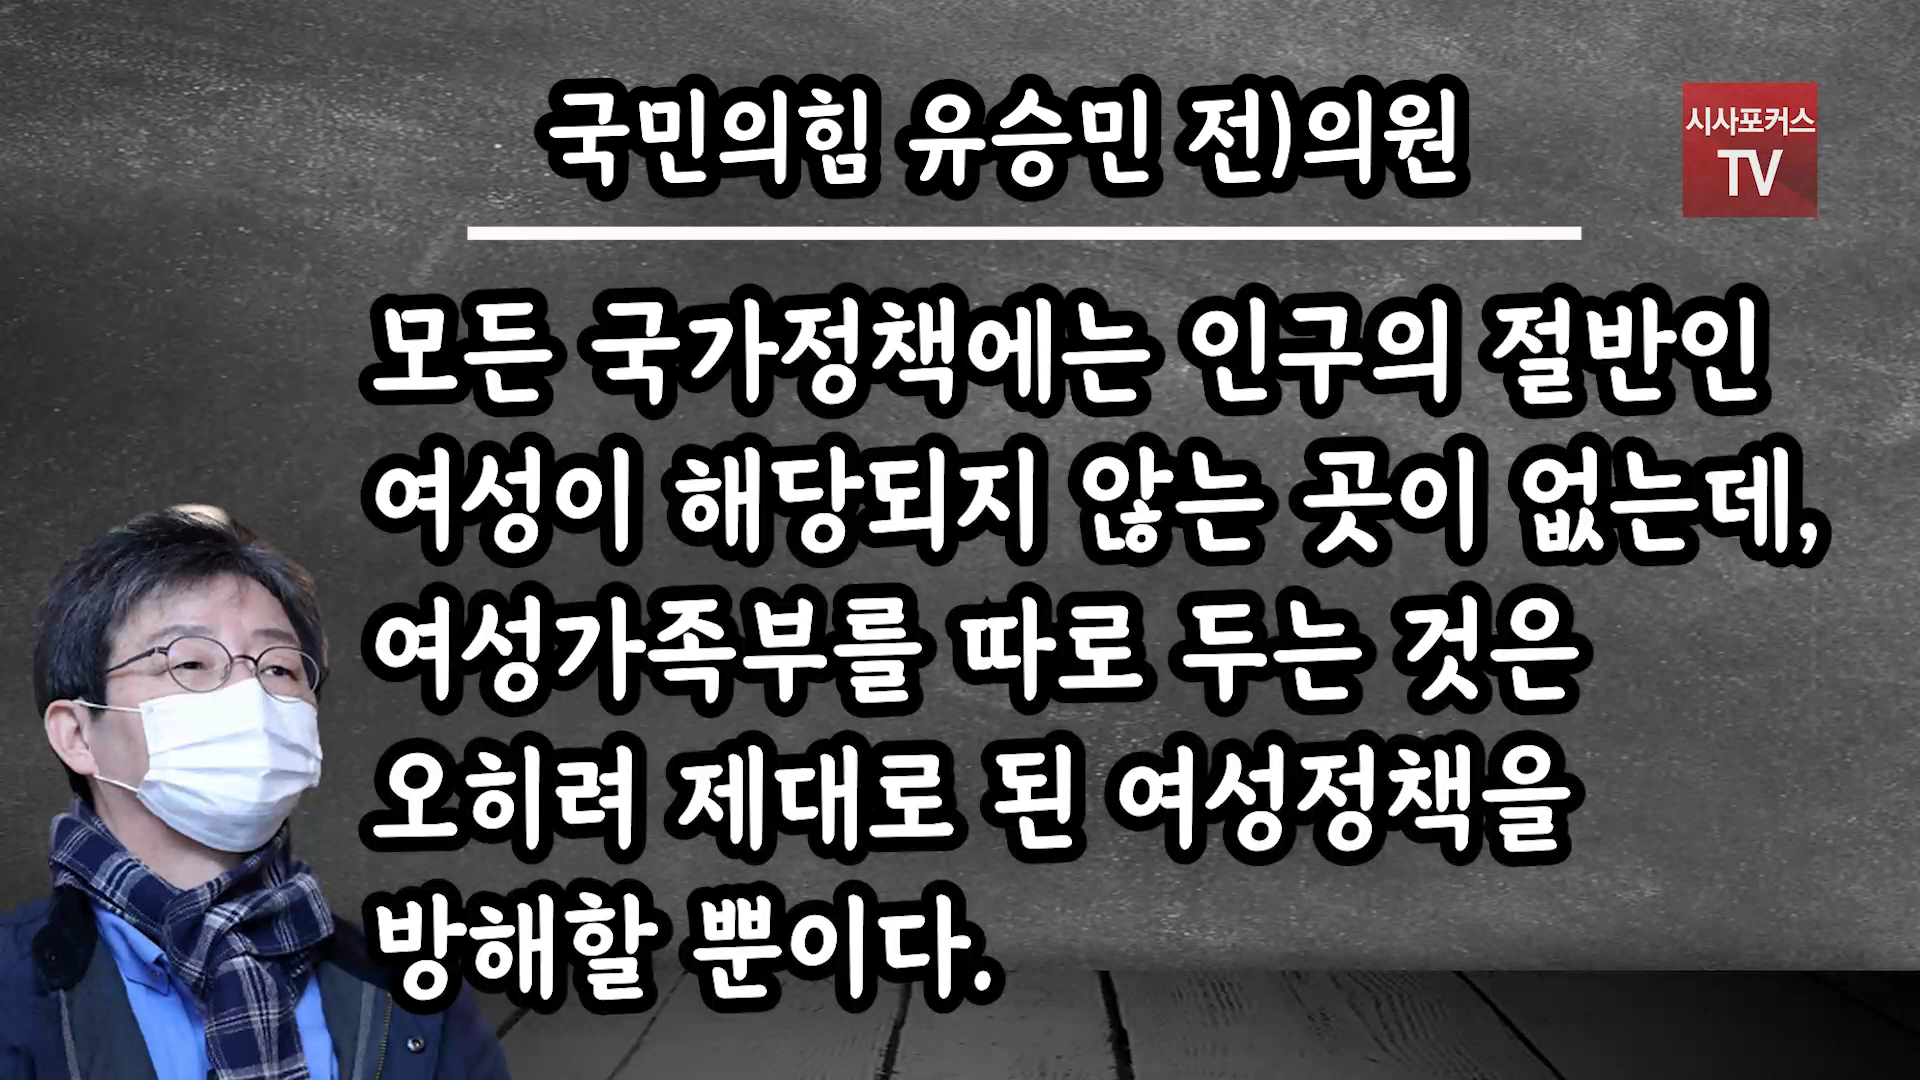 국민의힘 유승민 전)의원
시사포커스
TV
모든 국가정책에는 인구의 절반인
여성이 해당되지 않는 곳이 없는데,
여성가족부를 따로 두는 것은
오히려 제대로 된 여성정책을
방해할 뿐이다.